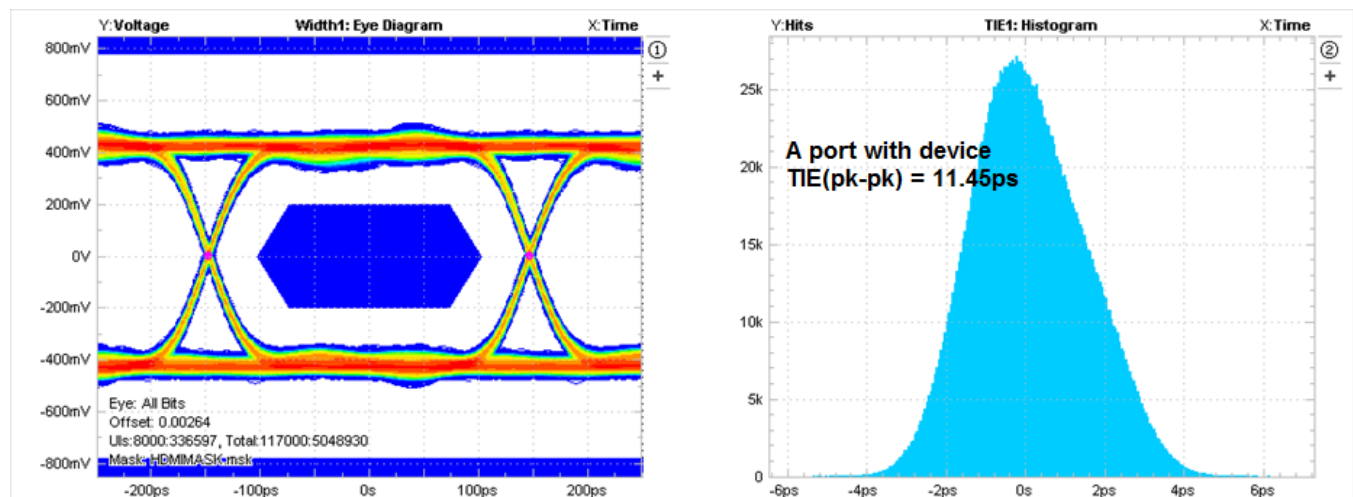 Y:Voltage Width1: Eye Diagram X:Time
800mV
600mV
400mV
200mV
0V
-200mV
-400mV
-600mV
-800mV
Eye: All Bits
Offset: 0.00264
UIs:8000:336597, Total:117000:5048930
Mask: HDMIMASK.msk
-200ps -100ps 0s 100ps 200ps
①
+
Y:Hits TIE1: Histogram X:Time
25k
20k
15k
10k
5k
0
A port with device
TIE(pk-pk) = 11.45ps
-6ps -4ps -2ps 0s 2ps 4ps 6ps
②
+